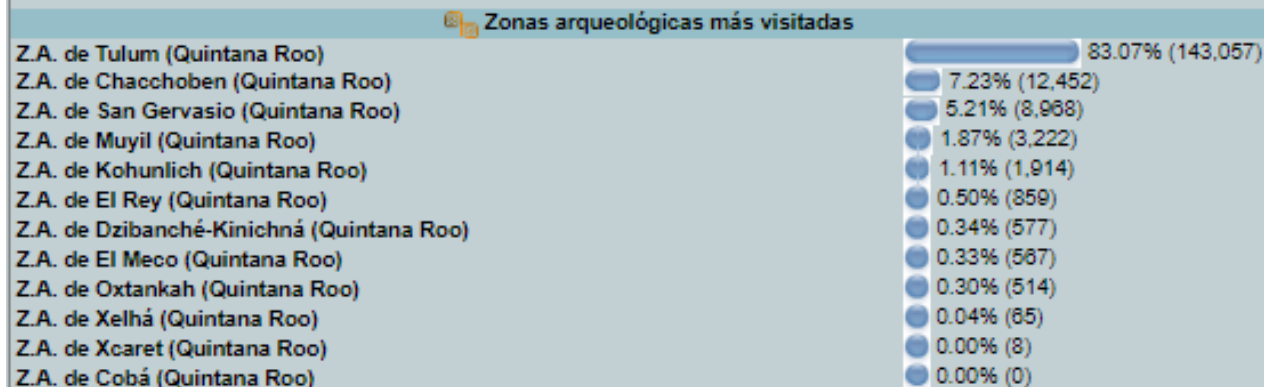 Zonas arqueológicas más visitadas
Z.A. de Tulum (Quintana Roo) 83.07% (143,057)
Z.A. de Chacchoben (Quintana Roo) 7.23% (12,452)
Z.A. de San Gervasio (Quintana Roo) 5.21% (8,968)
Z.A. de Muyil (Quintana Roo) 1.87% (3,222)
Z.A. de Kohunlich (Quintana Roo) 1.11% (1,914)
Z.A. de El Rey (Quintana Roo) 0.50% (859)
Z.A. de Dzibanché-Kinichná (Quintana Roo) 0.34% (577)
Z.A. de El Meco (Quintana Roo) 0.33% (567)
Z.A. de Oxtankah (Quintana Roo) 0.30% (514)
Z.A. de Xelhá (Quintana Roo) 0.04% (65)
Z.A. de Xcaret (Quintana Roo) 0.00% (8)
Z.A. de Cobá (Quintana Roo) 0.00% (0)